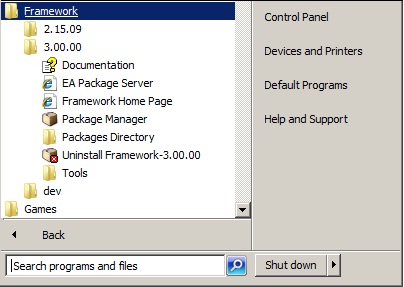 Framework
2.15.09
3.00.00
Documentation
EA Package Server
Framework Home Page
Package Manager
Packages Directory
Uninstall Framework-3.00.00
Tools
dev
Games
Back
Search programs and files
Control Panel
Devices and Printers
Default Programs
Help and Support
Shut down